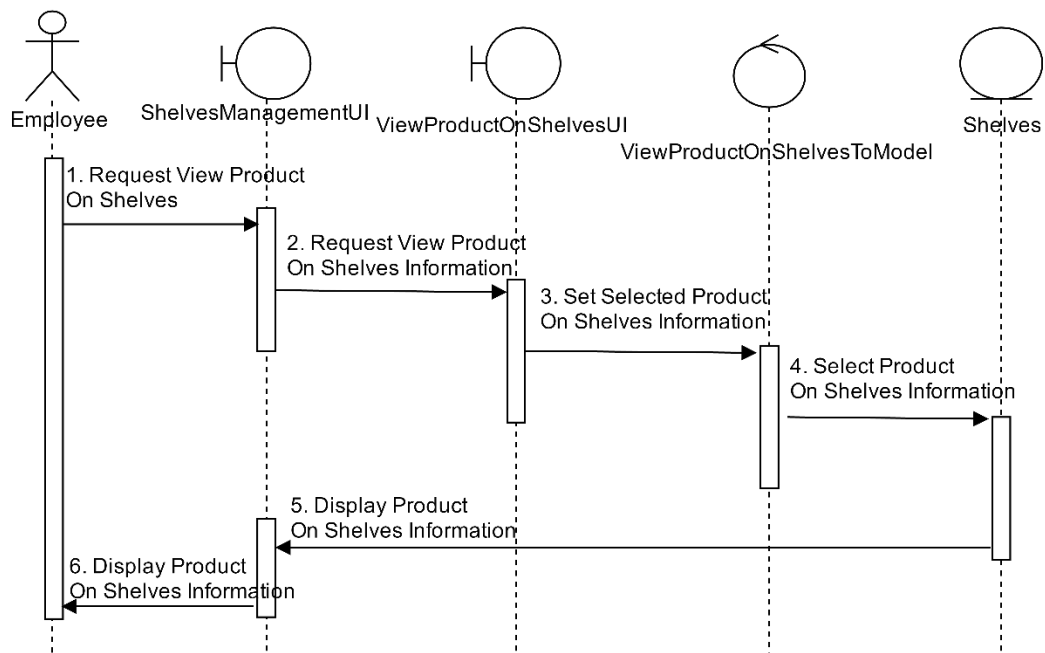 Employee
ShelvesManagementUI
ViewProductOnShelvesUI
ViewProductOnShelvesToModel
Shelves
1. Request View Product
On Shelves
2. Request View Product
On Shelves Information
3. Set Selected Product
On Shelves Information
4. Select Product
On Shelves Information
5. Display Product
On Shelves Information
6. Display Product
On Shelves Information